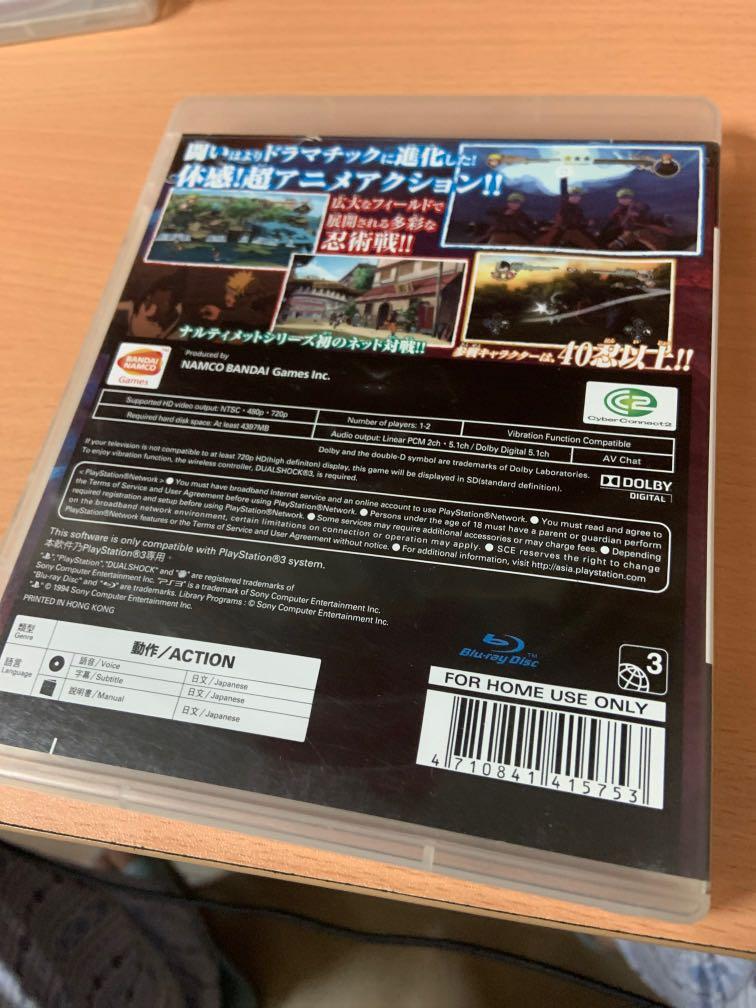 闘いはよりドラマチックに進化した!
体感!超アニメアクション!!
広大なフィールドで
展開される多彩な
忍術戦!!
ナルティメットシリーズ初のネット対戦!!
参戦キャラクターは、40忍以上!!
BANDAI
NAMCO
Games
Produced by
NAMCO BANDAI Games Inc.
CyberConnect2
Supported HD video output: NTSC・480p・720p
Number of players: 1-2
Vibration Function Compatible
Required hard disk space: At least 4397MB
Audio output: Linear PCM 2ch・5.1ch / Dolby Digital 5.1ch
AV Chat
Dolby and the double-D symbol are trademarks of Dolby Laboratories.
If your television is not compatible to at least 720p HD(high definiton) display, this game will be displayed in SD(standard definition).
To enjoy vibration function, the wireless controller, DUALSHOCK®3, is required.
DOLBY
DIGITAL
< PlayStation®Network > ● You must have broadband Internet service and an online account to use PlayStation®Network. ● You must read and agree to
the Terms of Service and User Agreement before using PlayStation®Network. ● Persons under the age of 18 must have a parent or guardian perform
required registration and setup before using PlayStation®Network. ● Some services may require additional accessories or may charge fees. ● Depending
on the broadband network environment, certain limitations on connection or operation may apply. ● SCE reserves the right to change
PlayStation®Network features or the Terms of Service and User Agreement without notice. ● For additional information, visit http://asia.playstation.com
This software is only compatible with PlayStation®3 system.
本軟件乃PlayStation®3専用。
"PlayStation", "DUALSHOCK" and are registered trademarks of
Sony Computer Entertainment Inc. "PS3" is a trademark of Sony Computer Entertainment Inc.
"Blu-ray Disc" and are trademarks. Library Programs : © Sony Computer Entertainment Inc.
© 1994 Sony Computer Entertainment Inc.
PRINTED IN HONG KONG
類型
Genre
動作/ACTION
語言
Language
語音/Voice
日文/Japanese
字幕/Subtitle
日文/Japanese
說明書/Manual
日文/Japanese
Blu-ray Disc™
3
FOR HOME USE ONLY
4 710841 415753